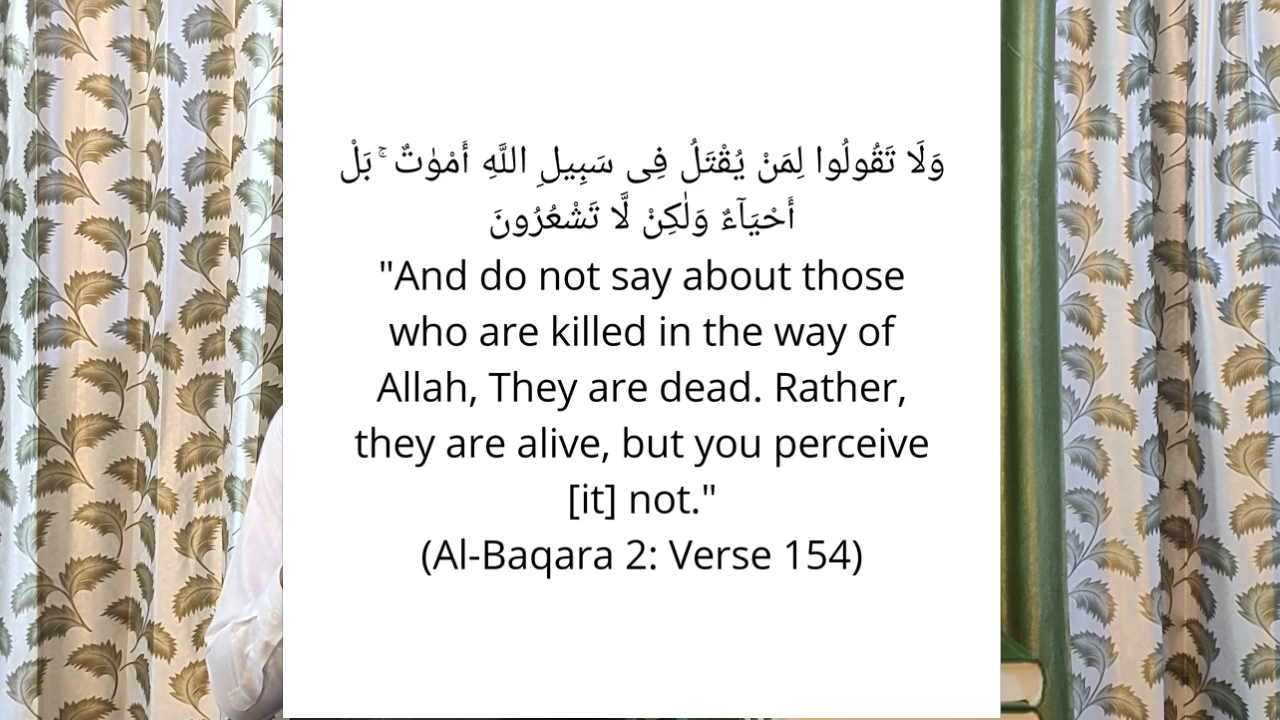 وَلَا تَقُولُوا لِمَنْ يُقْتَلُ فِى سَبِيلِ اللَّهِ أَمْوٰتٌ ۚ بَلْ
أَحْيَآءٌ وَلٰكِنْ لَّا تَشْعُرُونَ
"And do not say about those
who are killed in the way of
Allah, They are dead. Rather,
they are alive, but you perceive
[it] not."
(Al-Baqara 2: Verse 154)